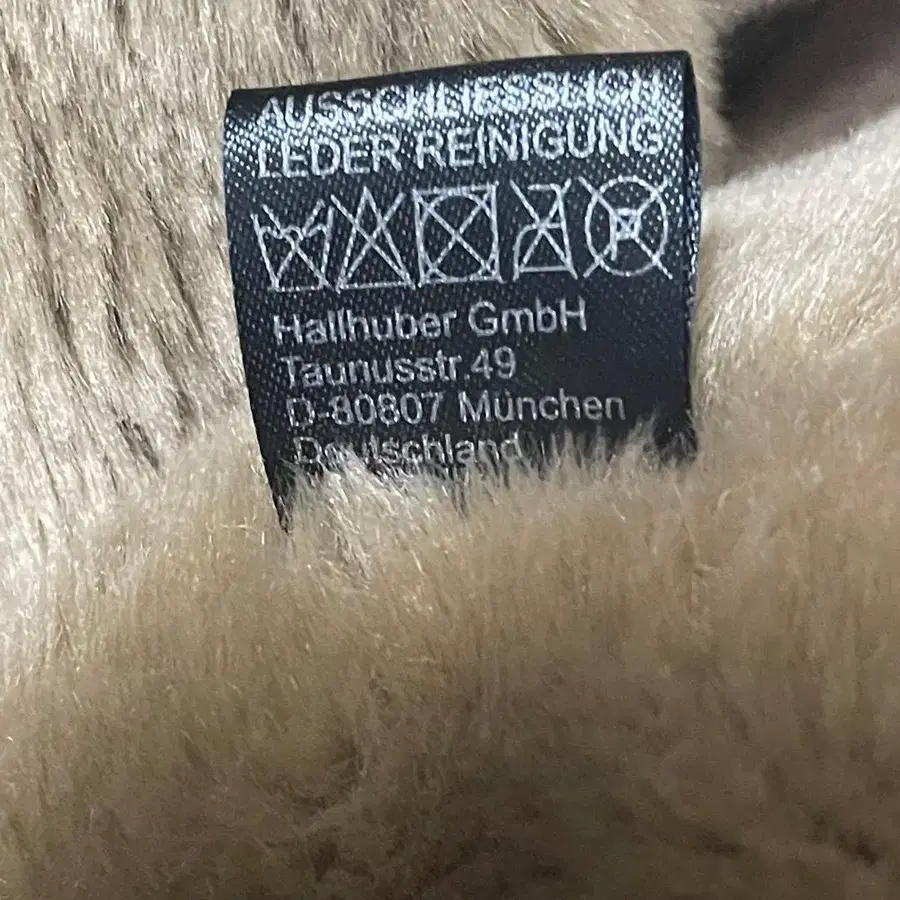 AUSSCHLIESSLICH
LEDER REINIGUNG
P
Hallhuber GmbH
Taunusstr.49
D-80807 München
Deutschland